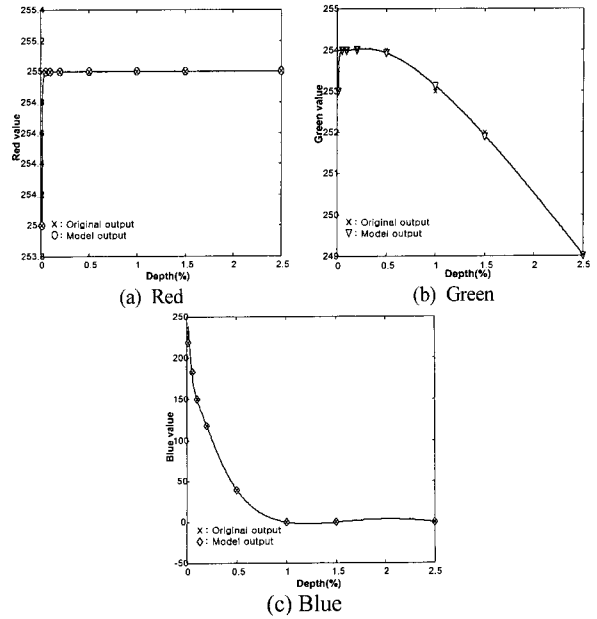 255.4
255.2
255
254.8
254.6
254.4
254.2
254
253.8
Red value
X : Original output
O : Model output
0 0.5 1 1.5 2 2.5
Depth(%)
(a) Red
255
254
253
252
251
250
249
Green value
X : Original output
▽ : Model output
0 0.5 1 1.5 2 2.5
Depth(%)
(b) Green
250
200
150
100
50
0
-50
Blue value
X : Original output
◇ : Model output
0 0.5 1 1.5 2 2.5
Depth(%)
(c) Blue